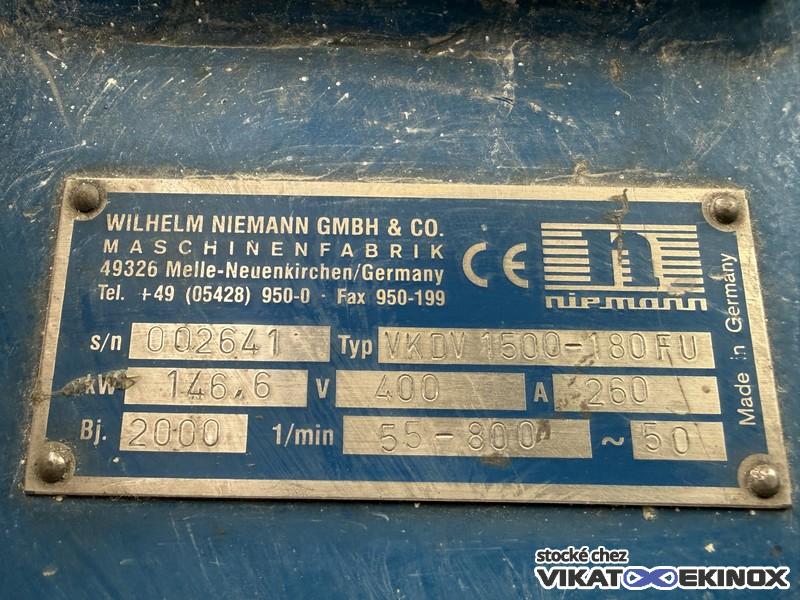 WILHELM NIEMANN GMBH & CO.
MASCHINENFABRIK
49326 Melle-Neuenkirchen/Germany
Tel. +49 (05428) 950-0 · Fax 950-199
CE
niemann
Made in Germany
s/n 002641 Typ VKDV 1500-180FU
kW 146,6 V 400 A 260
Bj. 2000 1/min 55-800 ~ 50
stocké chez
VIKAT EKINOX